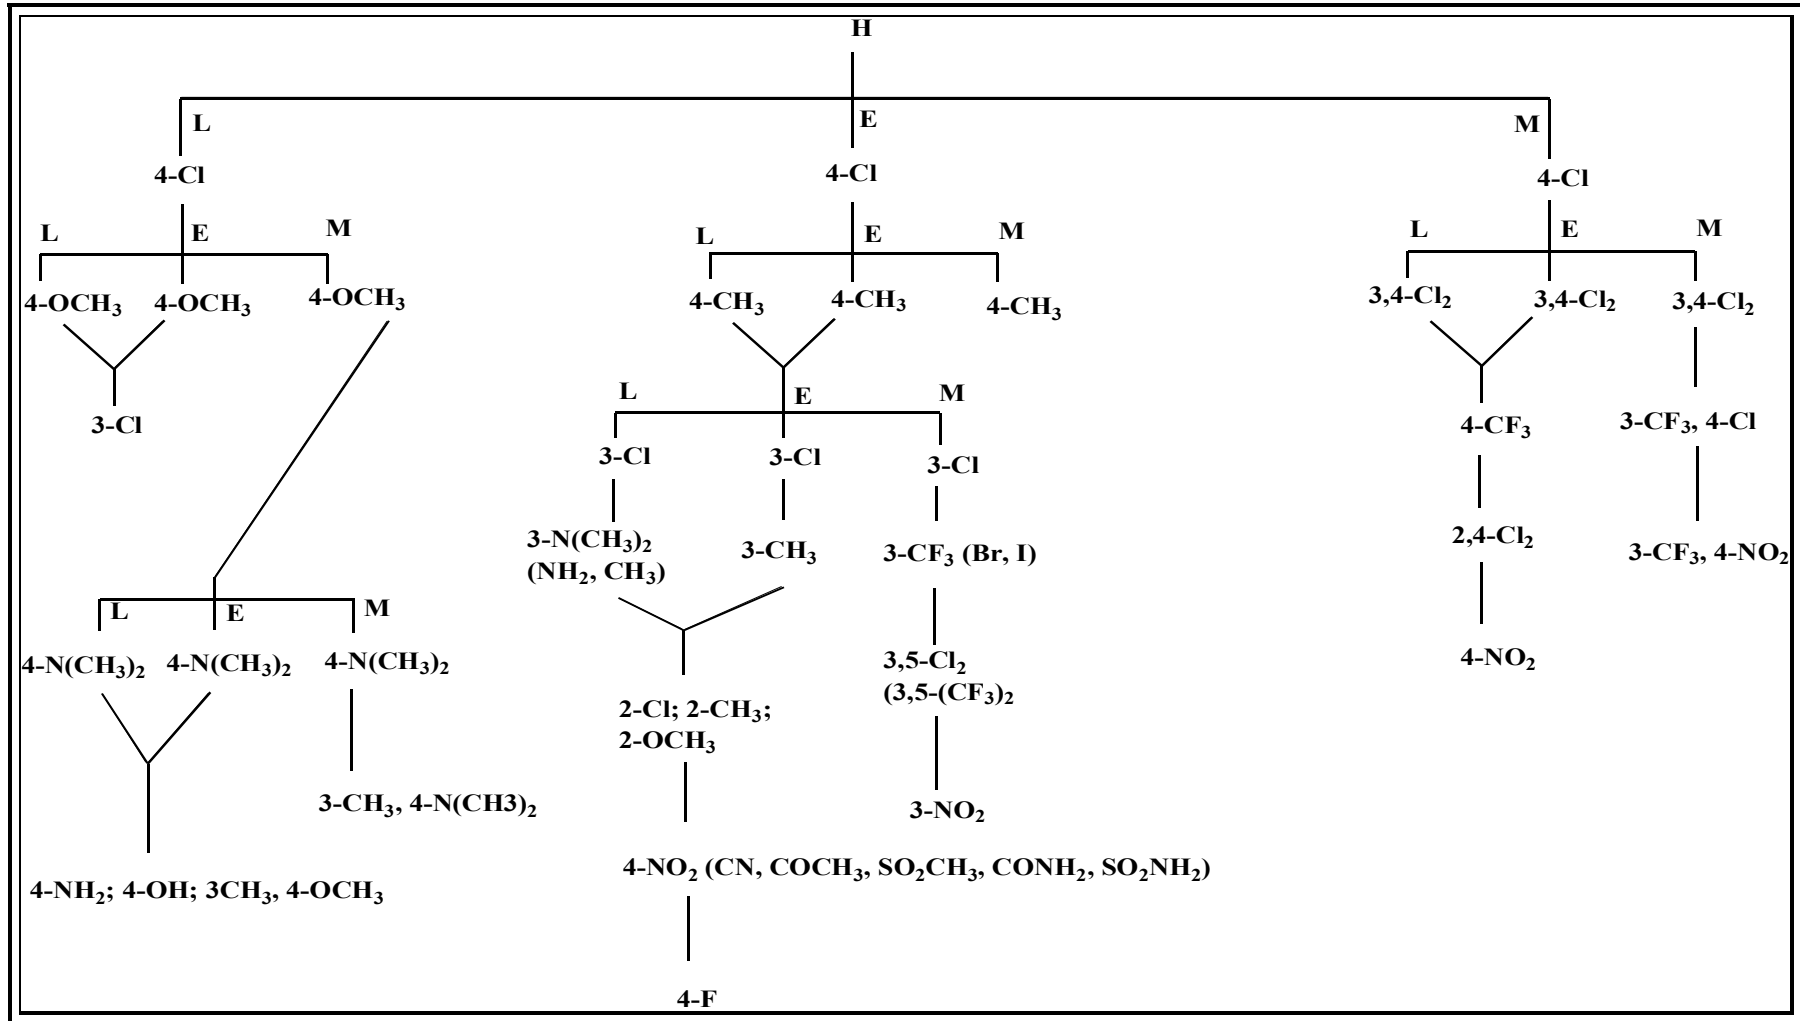 H
L
E
M
4-Cl
4-Cl
4-Cl
L
E
M
L
E
M
L
E
M
4-OCH₃
4-OCH₃
4-OCH₃
4-CH₃
4-CH₃
4-CH₃
3,4-Cl₂
3,4-Cl₂
3,4-Cl₂
3-Cl
L
E
M
4-CF₃
3-CF₃, 4-Cl
3-Cl
3-Cl
3-Cl
3-N(CH₃)₂
(NH₂, CH₃)
3-CH₃
3-CF₃ (Br, I)
2,4-Cl₂
3-CF₃, 4-NO₂
L
E
M
4-N(CH₃)₂
4-N(CH₃)₂
4-N(CH₃)₂
3,5-Cl₂
(3,5-(CF₃)₂
4-NO₂
2-Cl; 2-CH₃;
2-OCH₃
3-CH₃, 4-N(CH3)₂
3-NO₂
4-NH₂; 4-OH; 3CH₃, 4-OCH₃
4-NO₂ (CN, COCH₃, SO₂CH₃, CONH₂, SO₂NH₂)
4-F